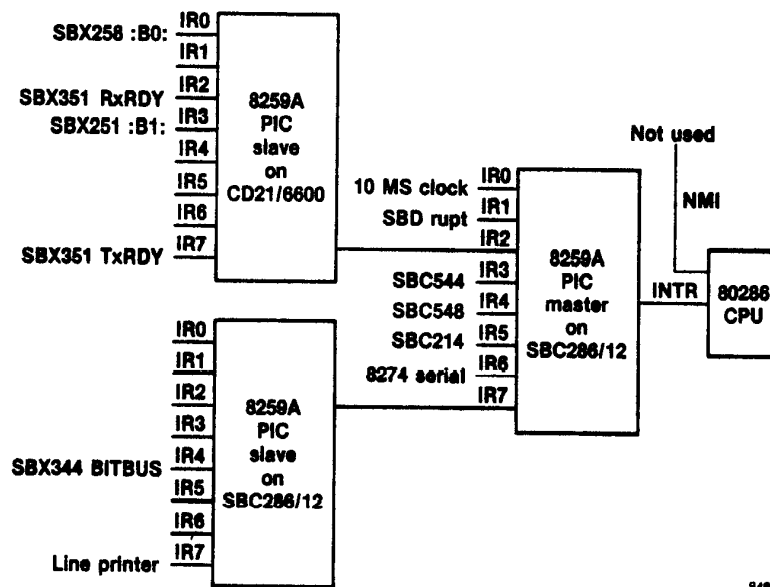 SBX258 :B0:
IR0
IR1
SBX351 RxRDY
IR2
SBX251 :B1:
IR3
IR4
IR5
IR6
SBX351 TxRDY
IR7
8259A
PIC
slave
on
CD21/6600
IR0
IR1
IR2
IR3
SBX344 BITBUS
IR4
IR5
IR6
Line printer
IR7
8259A
PIC
slave
on
SBC286/12
10 MS clock
IR0
SBD rupt
IR1
IR2
SBC544
IR3
SBC548
IR4
SBC214
IR5
8274 serial
IR6
IR7
8259A
PIC
master
on
SBC286/12
Not used
NMI
INTR
80286
CPU